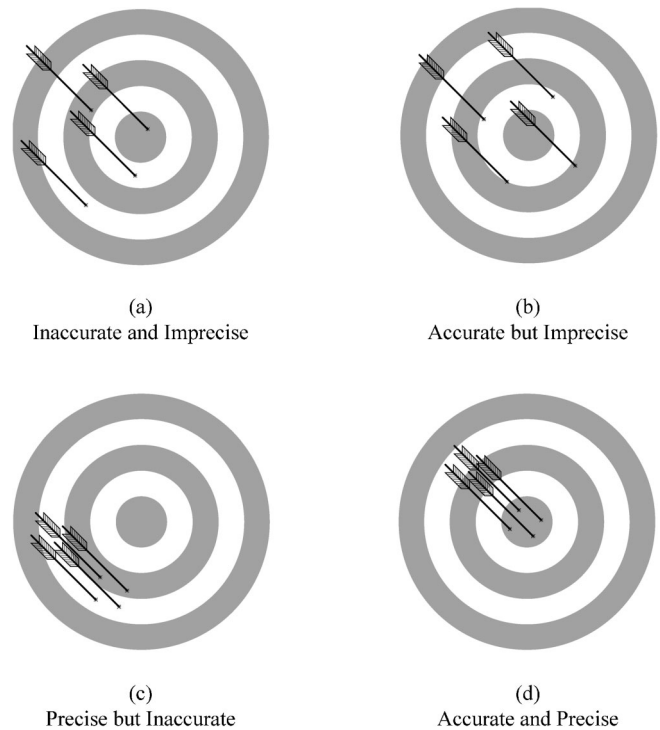 (a)
Inaccurate and Imprecise
(b)
Accurate but Imprecise
(c)
Precise but Inaccurate
(d)
Accurate and Precise